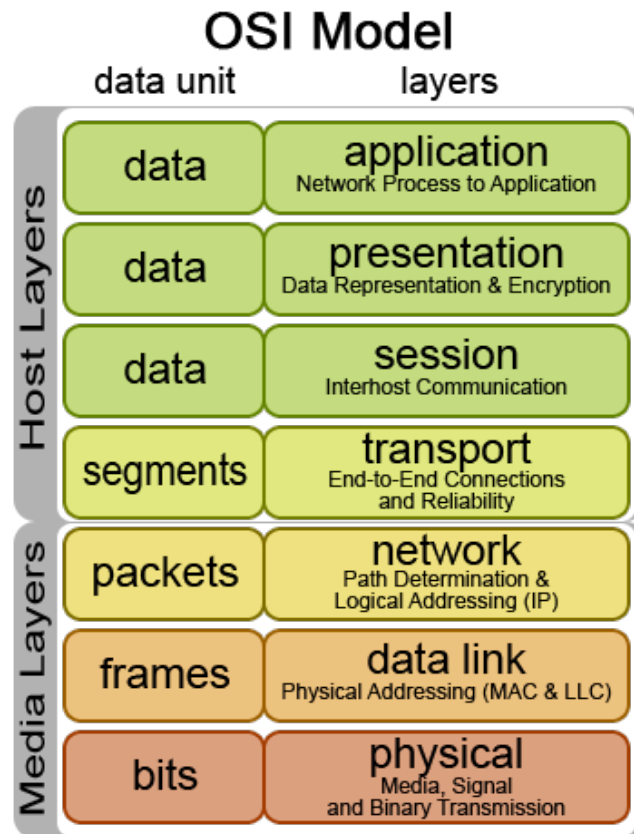 OSI Model
data unit layers
Host Layers
data
application
Network Process to Application
data
presentation
Data Representation & Encryption
data
session
Interhost Communication
segments
transport
End-to-End Connections
and Reliability
Media Layers
packets
network
Path Determination &
Logical Addressing (IP)
frames
data link
Physical Addressing (MAC & LLC)
bits
physical
Media, Signal
and Binary Transmission